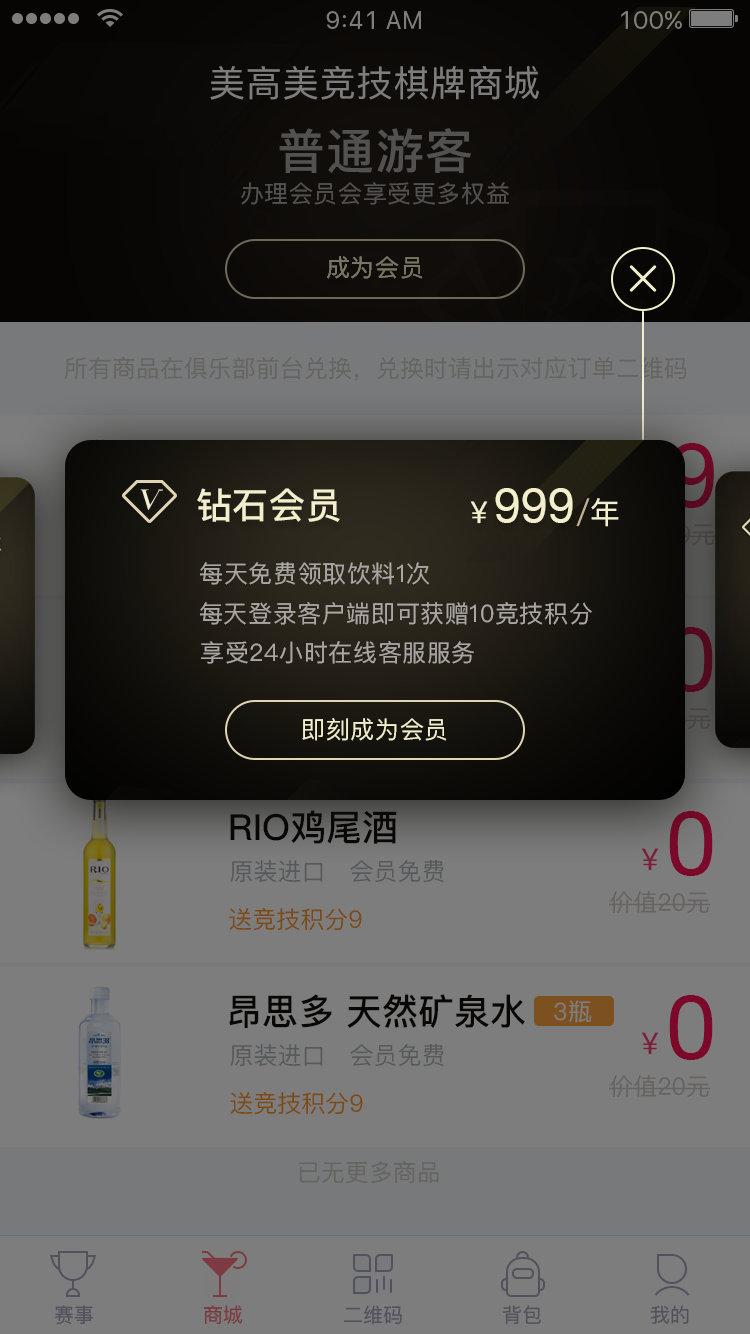 9:41 AM
100%
美高美竞技棋牌商城
普通游客
办理会员会享受更多权益
成为会员
所有商品在俱乐部前台兑换，兑换时请出示对应订单二维码
钻石会员
¥999/年
每天免费领取饮料1次
每天登录客户端即可获赠10竞技积分
享受24小时在线客服服务
即刻成为会员
9
9元
0
元
RIO鸡尾酒
原装进口 会员免费
送竞技积分9
¥0
价值20元
RIO
昂思多 天然矿泉水
3瓶
原装进口 会员免费
送竞技积分9
¥0
价值20元
昂思多
已无更多商品
赛事
商城
二维码
背包
我的